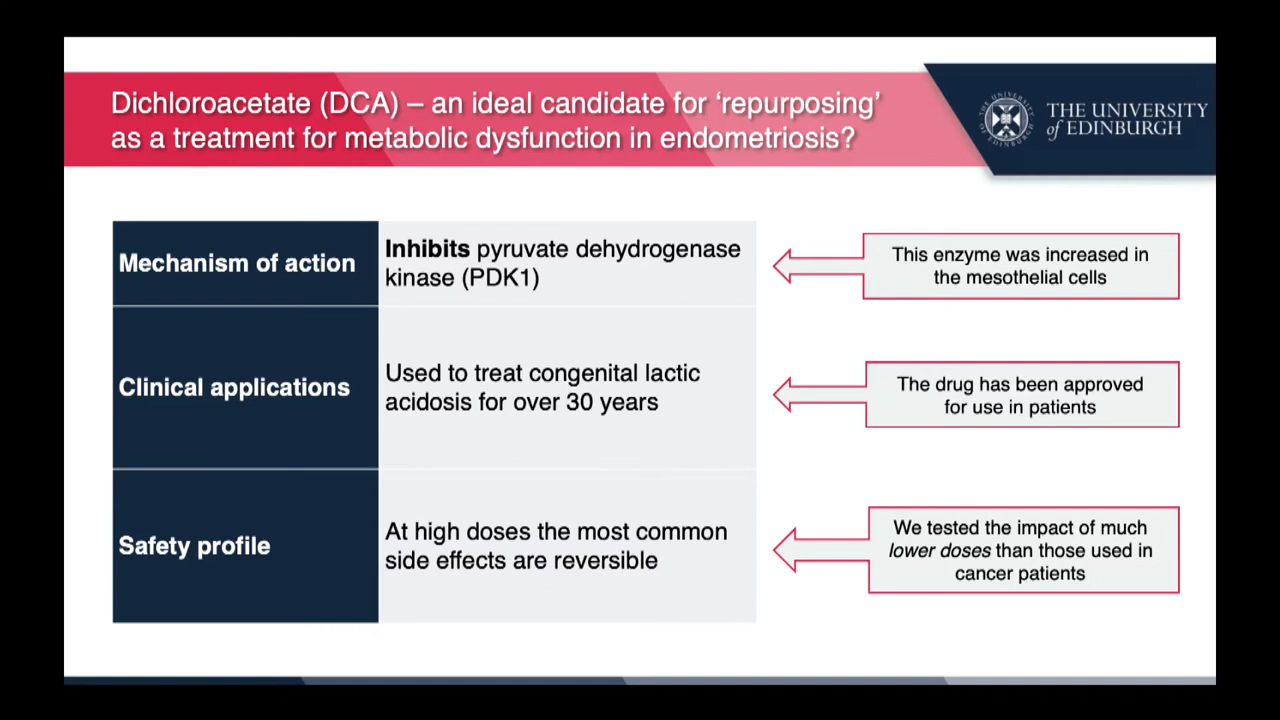 Dichloroacetate (DCA) – an ideal candidate for ‘repurposing’
as a treatment for metabolic dysfunction in endometriosis?
THE UNIVERSITY
of EDINBURGH
Mechanism of action
Inhibits pyruvate dehydrogenase
kinase (PDK1)
This enzyme was increased in
the mesothelial cells
Clinical applications
Used to treat congenital lactic
acidosis for over 30 years
The drug has been approved
for use in patients
Safety profile
At high doses the most common
side effects are reversible
We tested the impact of much
lower doses than those used in
cancer patients